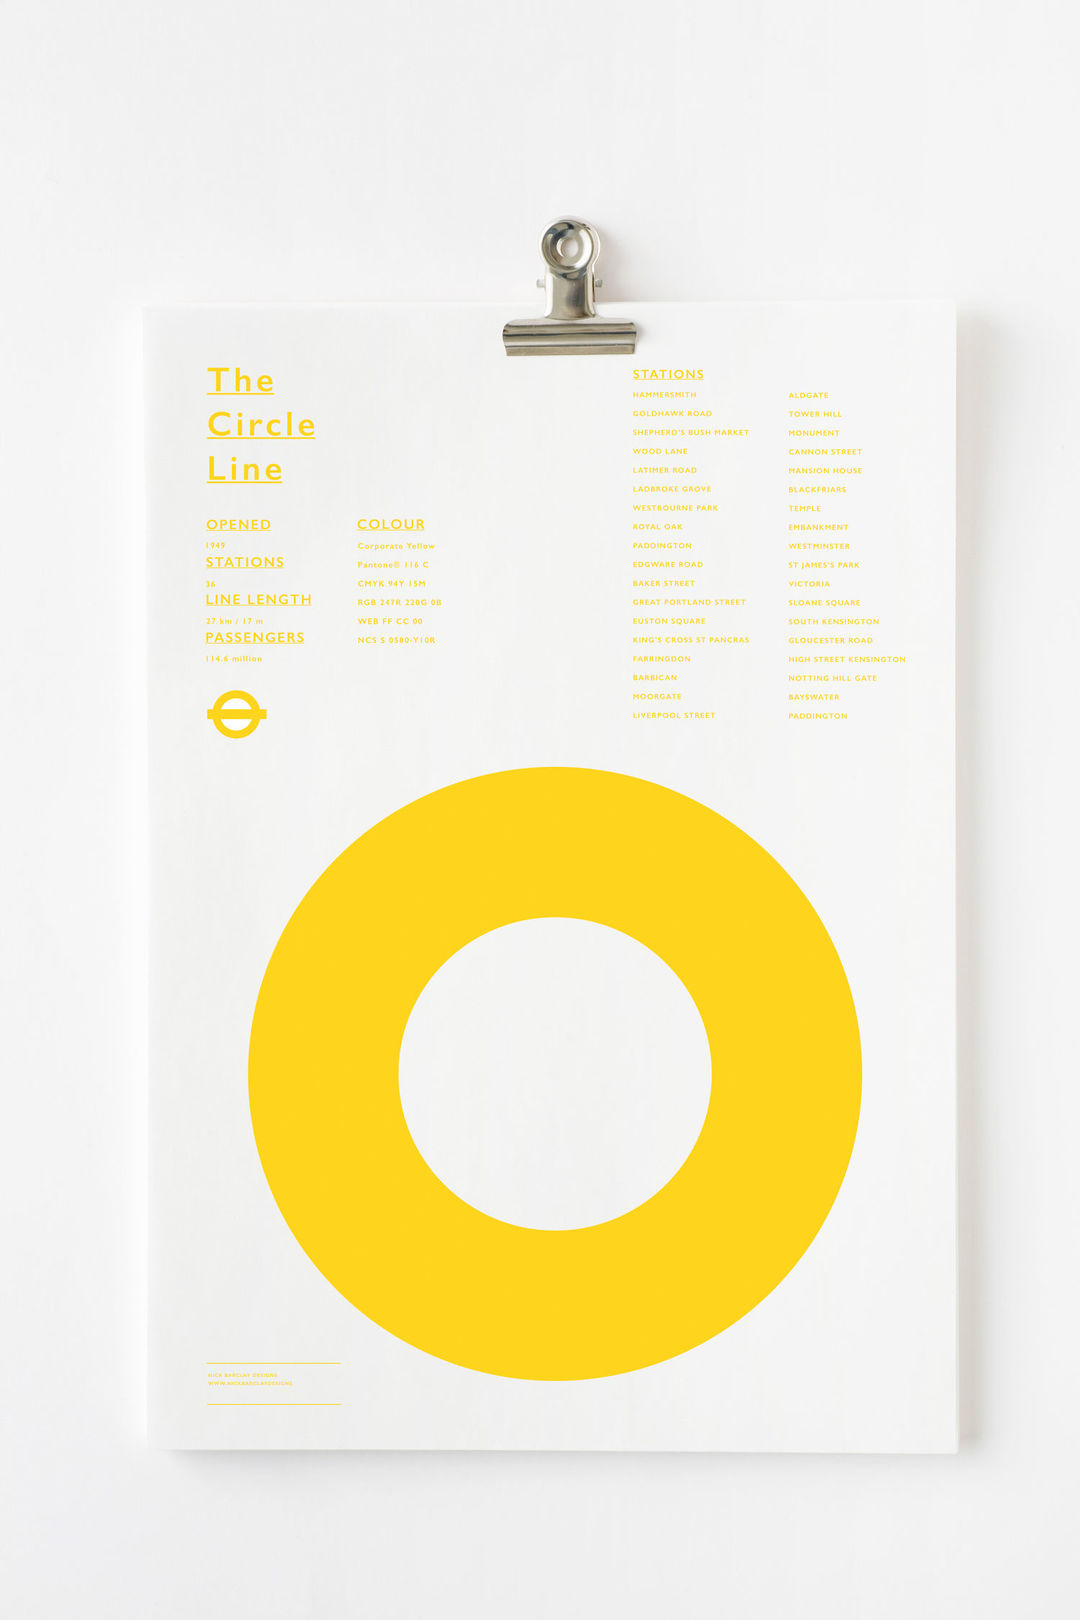 The
Circle
Line
OPENED
1949
STATIONS
36
LINE LENGTH
27 km / 17 m
PASSENGERS
114.6 million
COLOUR
Corporate Yellow
Pantone® 116 C
CMYK 94Y 15M
RGB 247R 220G 0B
WEB FF CC 00
NCS S 0580-Y10R
STATIONS
HAMMERSMITH
GOLDHAWK ROAD
SHEPHERD'S BUSH MARKET
WOOD LANE
LATIMER ROAD
LADBROKE GROVE
WESTBOURNE PARK
ROYAL OAK
PADDINGTON
EDGWARE ROAD
BAKER STREET
GREAT PORTLAND STREET
EUSTON SQUARE
KING'S CROSS ST PANCRAS
FARRINGDON
BARBICAN
MOORGATE
LIVERPOOL STREET
ALDGATE
TOWER HILL
MONUMENT
CANNON STREET
MANSION HOUSE
BLACKFRIARS
TEMPLE
EMBANKMENT
WESTMINSTER
ST JAMES'S PARK
VICTORIA
SLOANE SQUARE
SOUTH KENSINGTON
GLOUCESTER ROAD
HIGH STREET KENSINGTON
NOTTING HILL GATE
BAYSWATER
PADDINGTON
NICK BARCLAY DESIGNS
WWW.NICKBARCLAYDESIGNS